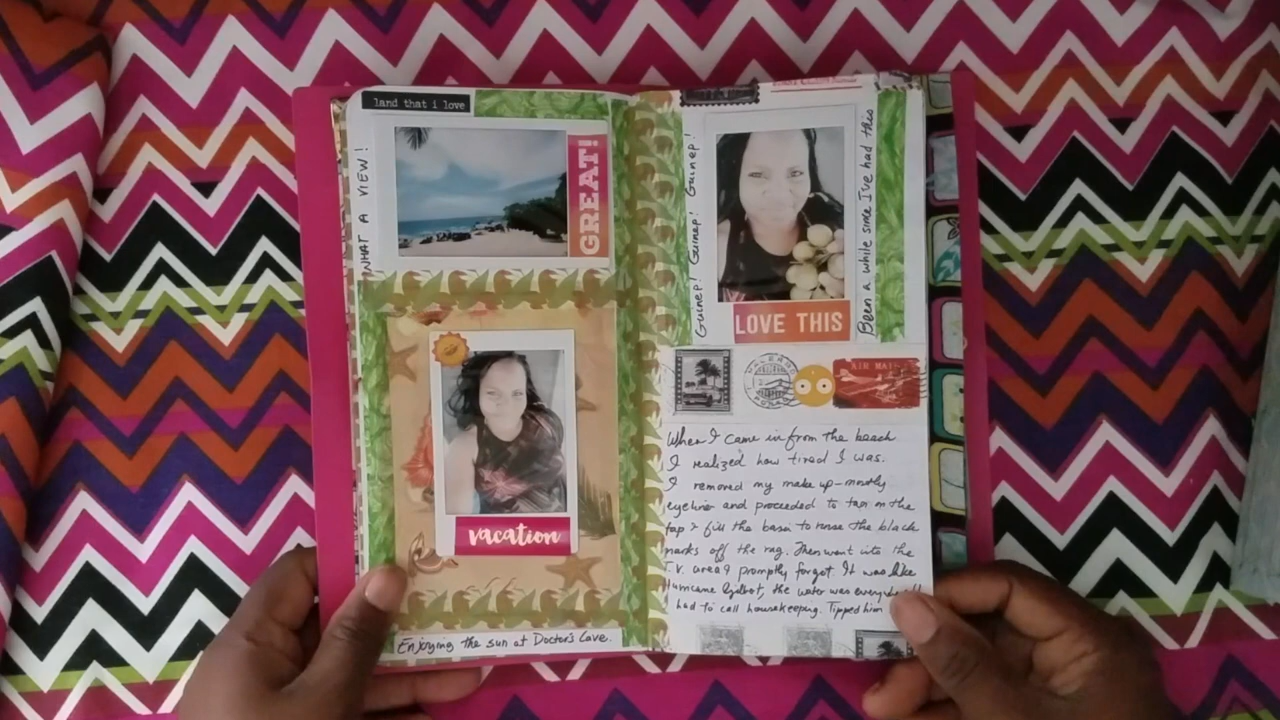 land that i love
WHAT A VIEW!
GREAT!
vacation
Enjoying the sun at Doctor's Cave.
Guinep! Guinep! Guinep! Guinep!
Been a while since I've had this
LOVE THIS
AIR MAIL
When I came in from the beach
I realized how tired I was.
I removed my make up - mostly
eyeliner and proceeded to turn on the
tap & fill the basin to rinse the black
marks off the rag. Then went into the
T.V. area & promptly forgot. It was like
Hurricane Gilbert, the water was
I had to call housekeeping. Tipped him